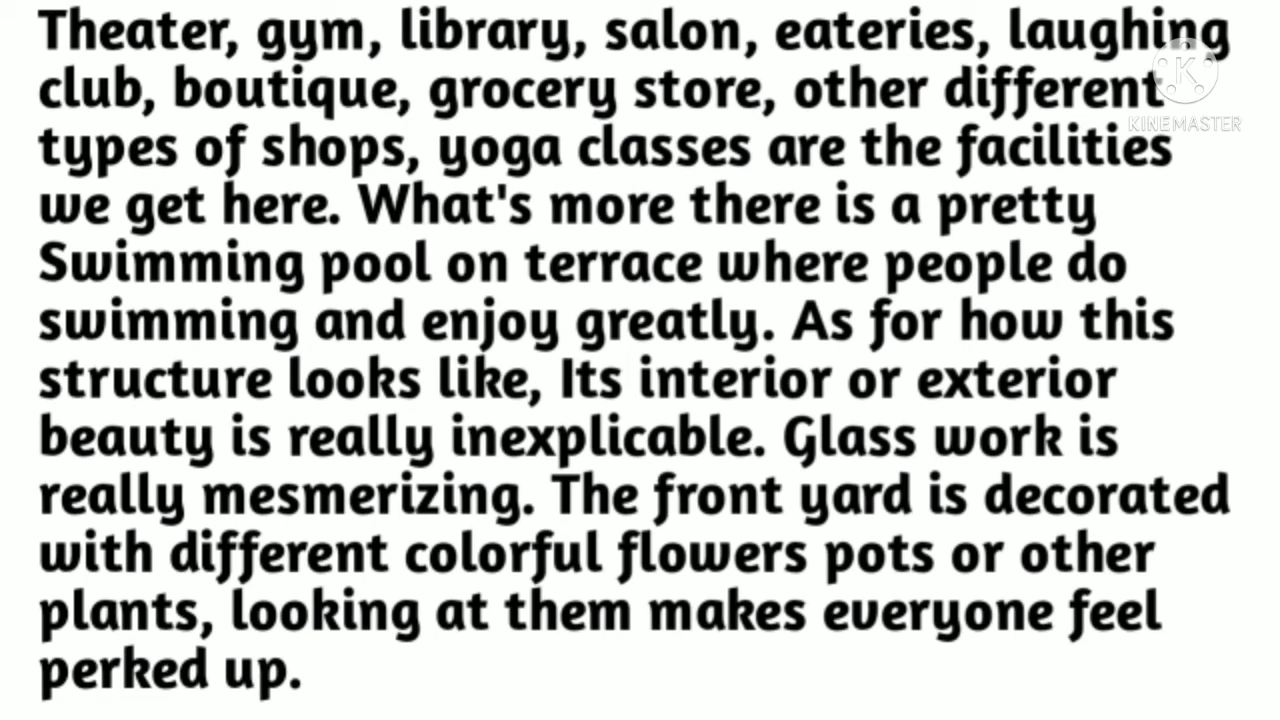 Theater, gym, library, salon, eateries, laughing
club, boutique, grocery store, other different
types of shops, yoga classes are the facilities
we get here. What's more there is a pretty
Swimming pool on terrace where people do
swimming and enjoy greatly. As for how this
structure looks like, Its interior or exterior
beauty is really inexplicable. Glass work is
really mesmerizing. The front yard is decorated
with different colorful flowers pots or other
plants, looking at them makes everyone feel
perked up.
K
KINEMASTER